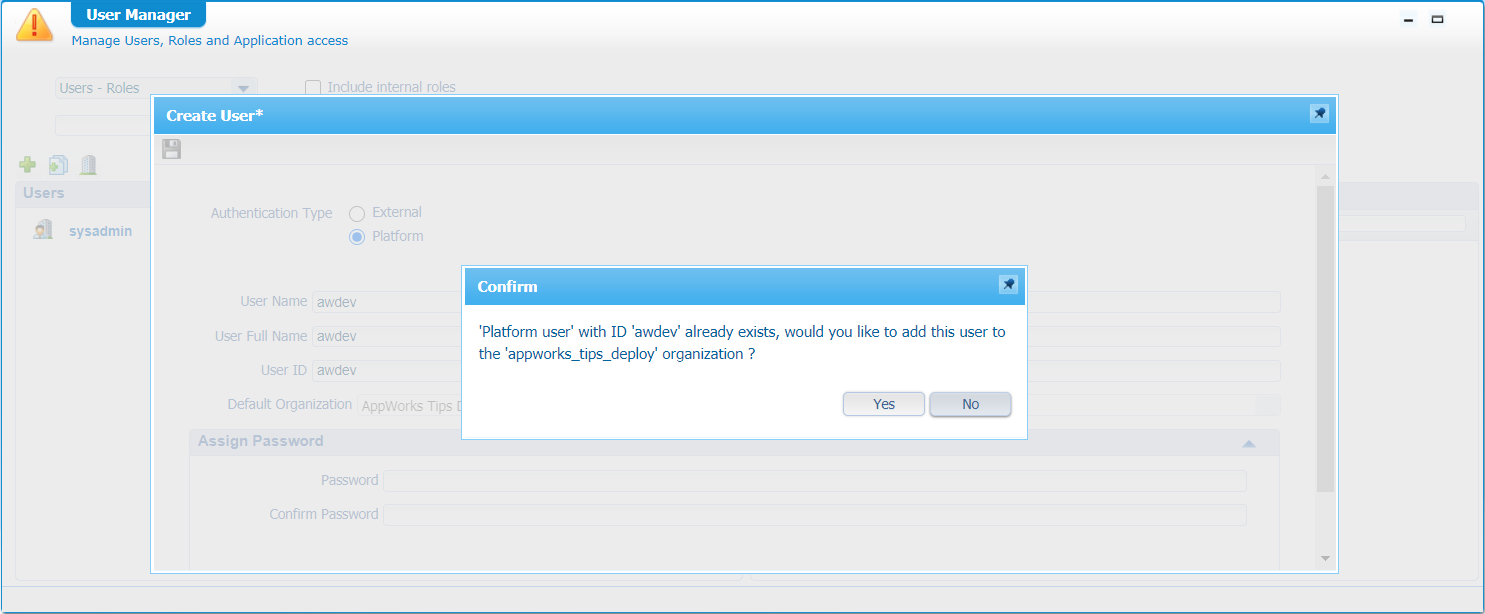 User Manager
Manage Users, Roles and Application access
Users - Roles
Include internal roles
Create User*
Users
sysadmin
Authentication Type
External
Platform
Confirm
'Platform user' with ID 'awdev' already exists, would you like to add this user to
the 'appworks_tips_deploy' organization ?
Yes No
User Name awdev
User Full Name awdev
User ID awdev
Default Organization AppWorks Tips
Assign Password
Password
Confirm Password